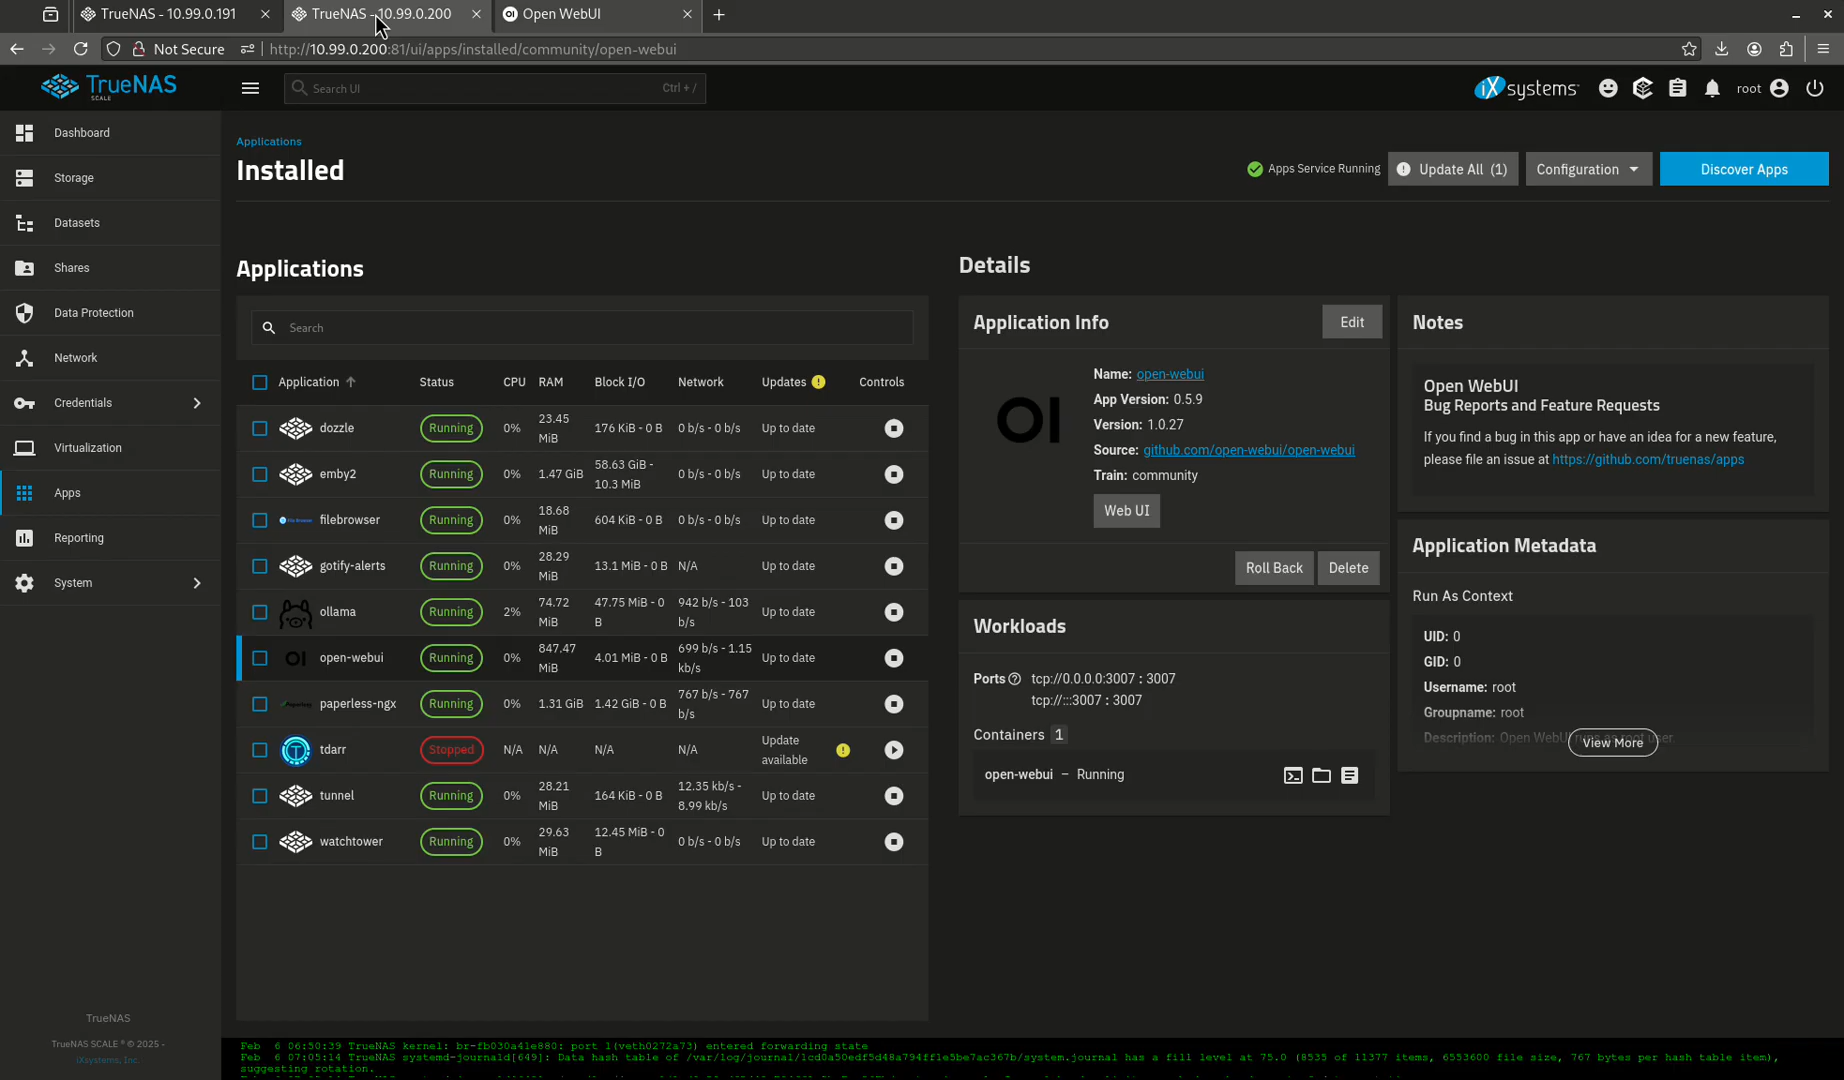 TrueNAS - 10.99.0.191
TrueNAS - 10.99.0.200
Open WebUI
Not Secure
http://10.99.0.200:81/ui/apps/installed/community/open-webui
TrueNAS
SCALE
Search UI
Ctrl + /
iXsystems
root
Dashboard
Storage
Datasets
Shares
Data Protection
Network
Credentials
Virtualization
Apps
Reporting
System
TrueNAS
TrueNAS SCALE ® © 2025 -
iXsystems, Inc.
Applications
Installed
Apps Service Running
Update All (1)
Configuration
Discover Apps
Applications
Search
Application Status CPU RAM Block I/O Network Updates Controls
dozzle Running 0% 23.45 MiB 176 KiB - 0 B 0 b/s - 0 b/s Up to date
emby2 Running 0% 1.47 GiB 58.63 GiB - 10.3 MiB 0 b/s - 0 b/s Up to date
filebrowser Running 0% 18.68 MiB 604 KiB - 0 B 0 b/s - 0 b/s Up to date
gotify-alerts Running 0% 28.29 MiB 13.1 MiB - 0 B N/A Up to date
ollama Running 2% 74.72 MiB 47.75 MiB - 0 B 942 b/s - 103 b/s Up to date
OI open-webui Running 0% 847.47 MiB 4.01 MiB - 0 B 699 b/s - 1.15 kb/s Up to date
paperless-ngx Running 0% 1.31 GiB 1.42 GiB - 0 B 767 b/s - 767 b/s Up to date
tdarr Stopped N/A N/A N/A N/A Update available
tunnel Running 0% 28.21 MiB 164 KiB - 0 B 12.35 kb/s - 8.99 kb/s Up to date
watchtower Running 0% 29.63 MiB 12.45 MiB - 0 B 0 b/s - 0 b/s Up to date
Details
Application Info
Edit
OI
Name: open-webui
App Version: 0.5.9
Version: 1.0.27
Source: github.com/open-webui/open-webui
Train: community
Web UI
Roll Back
Delete
Workloads
Ports tcp://0.0.0.0:3007 : 3007
tcp://:::3007 : 3007
Containers 1
open-webui – Running
Notes
Open WebUI
Bug Reports and Feature Requests
If you find a bug in this app or have an idea for a new feature,
please file an issue at https://github.com/truenas/apps
Application Metadata
Run As Context
UID: 0
GID: 0
Username: root
Groupname: root
Description: Open WebUI runs as root user.
View More
Feb 6 06:50:39 TrueNAS kernel: br-fb030a41e880: port 1(veth0272a73) entered forwarding state
Feb 6 07:05:14 TrueNAS systemd-journald[649]: Data hash table of /var/log/journal/1cd0a50edf5d48a794ff1e5be7ac367b/system.journal has a fill level at 75.0 (8535 of 11377 items, 6553600 file size, 767 bytes per hash table item),
suggesting rotation.